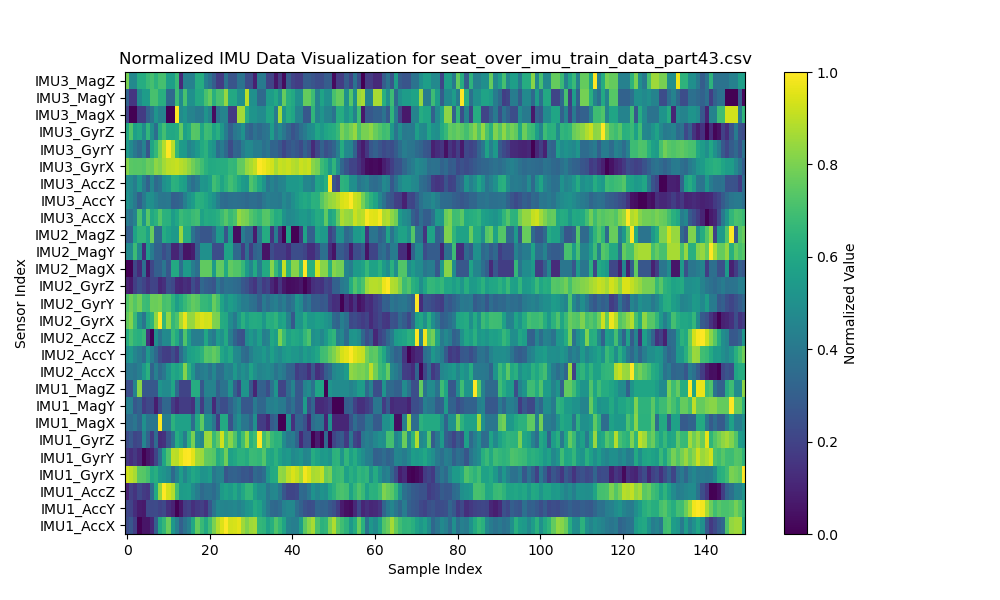 Normalized IMU Data Visualization for seat_over_imu_train_data_part43.csv
IMU3_MagZ
IMU3_MagY
IMU3_MagX
IMU3_GyrZ
IMU3_GyrY
IMU3_GyrX
IMU3_AccZ
IMU3_AccY
IMU3_AccX
IMU2_MagZ
IMU2_MagY
IMU2_MagX
IMU2_GyrZ
IMU2_GyrY
IMU2_GyrX
IMU2_AccZ
IMU2_AccY
IMU2_AccX
IMU1_MagZ
IMU1_MagY
IMU1_MagX
IMU1_GyrZ
IMU1_GyrY
IMU1_GyrX
IMU1_AccZ
IMU1_AccY
IMU1_AccX
Sensor Index
0 20 40 60 80 100 120 140
Sample Index
1.0
0.8
0.6
0.4
0.2
0.0
Normalized Value